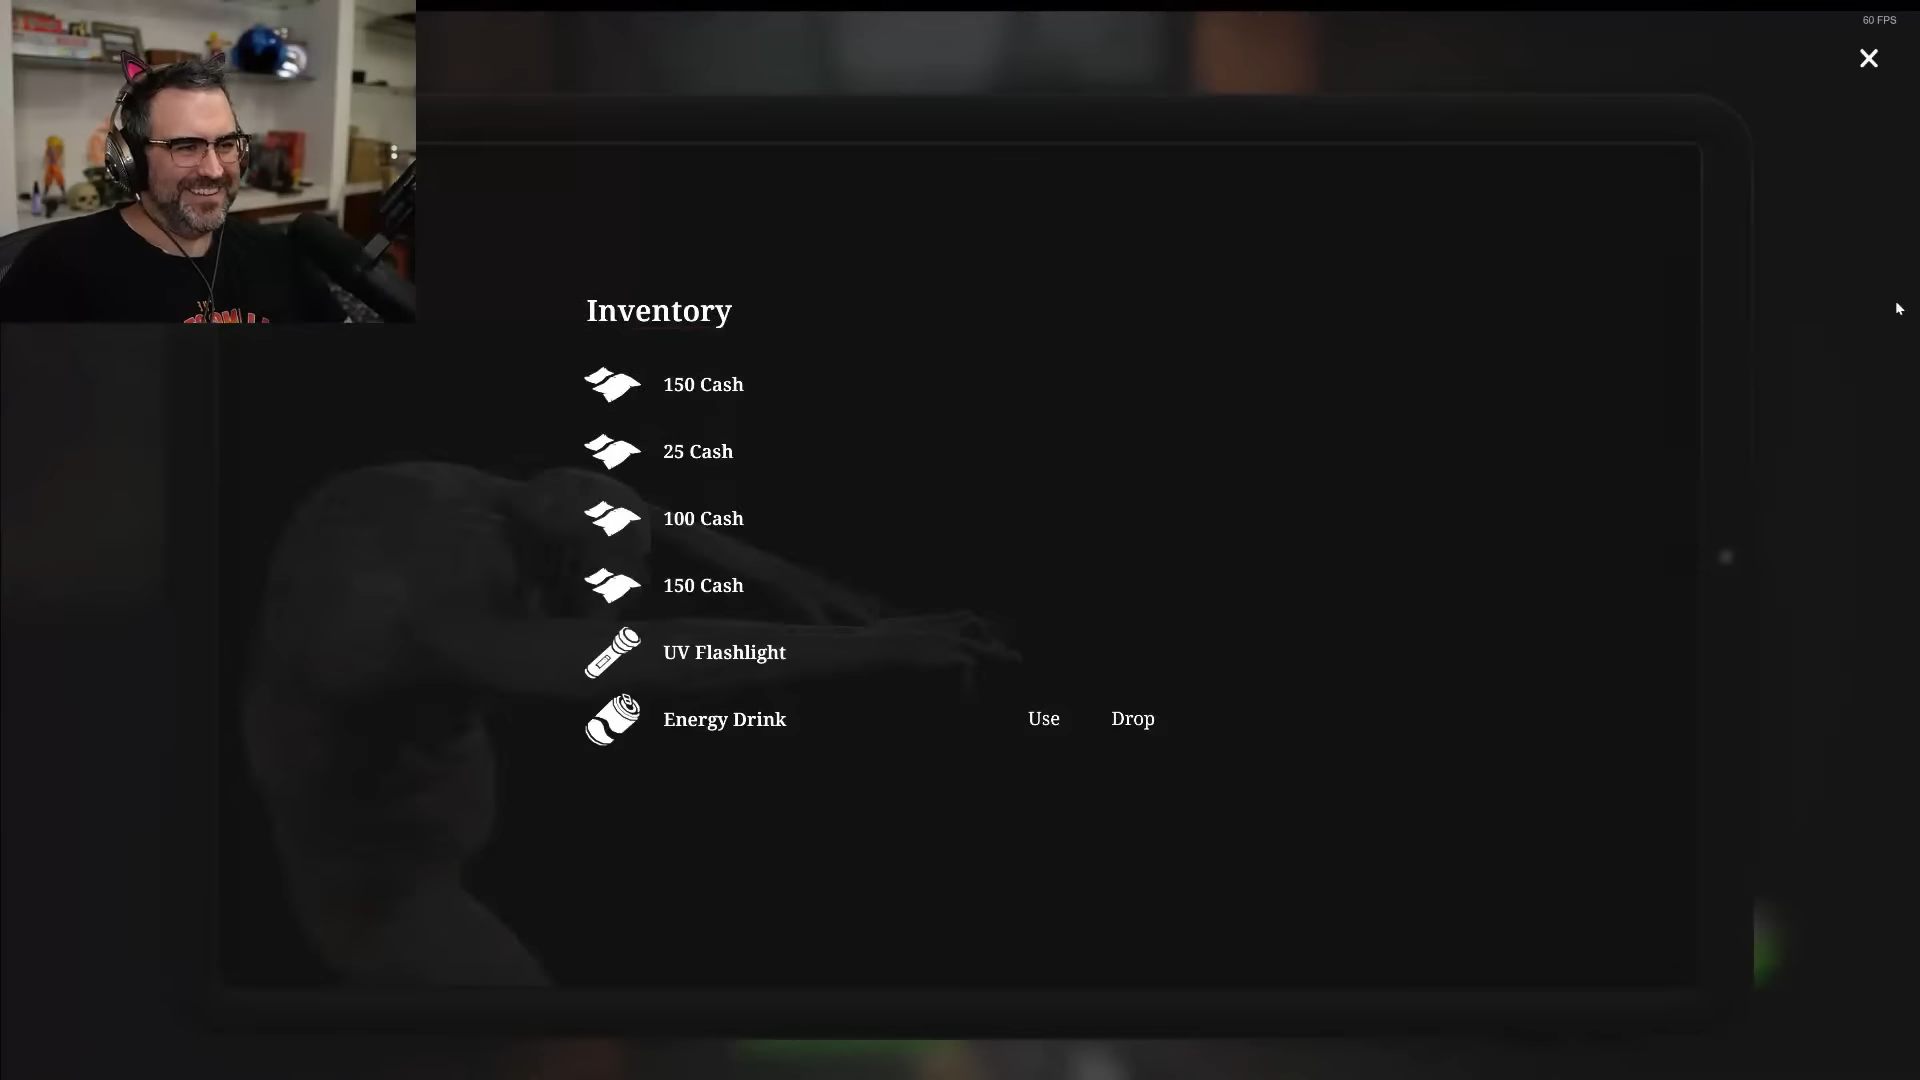 60 FPS
Inventory
150 Cash
25 Cash
100 Cash
150 Cash
UV Flashlight
Energy Drink Use Drop